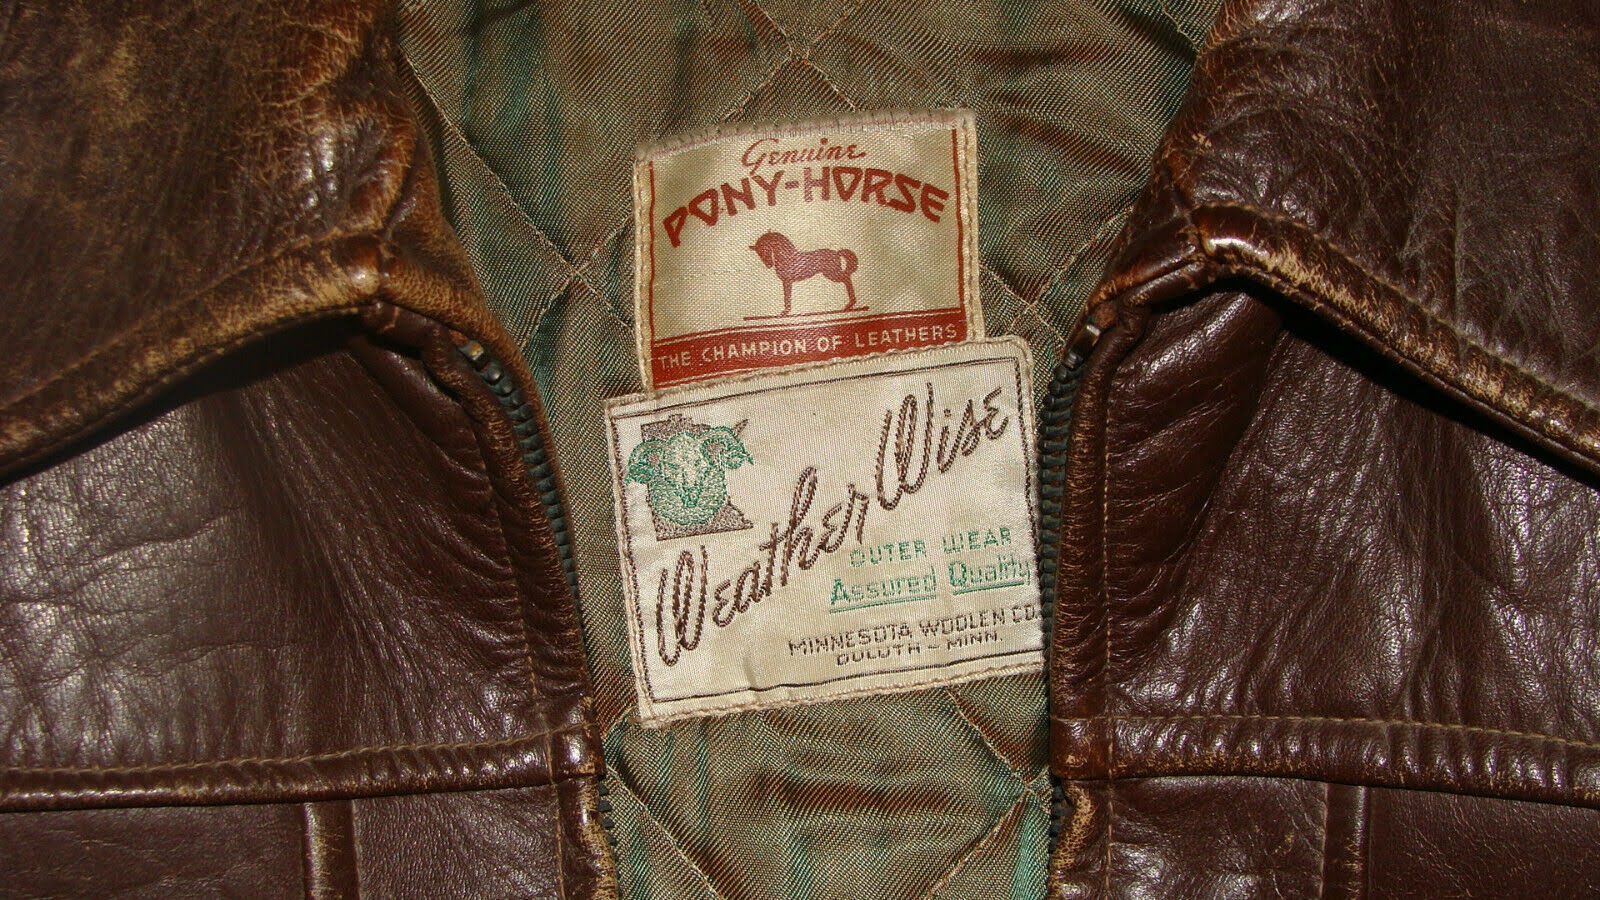 Genuine
PONY-HORSE
THE CHAMPION OF LEATHERS
Weather Wise
OUTER WEAR
Assured Quality
MINNESOTA WOOLEN CO.
DULUTH - MINN.